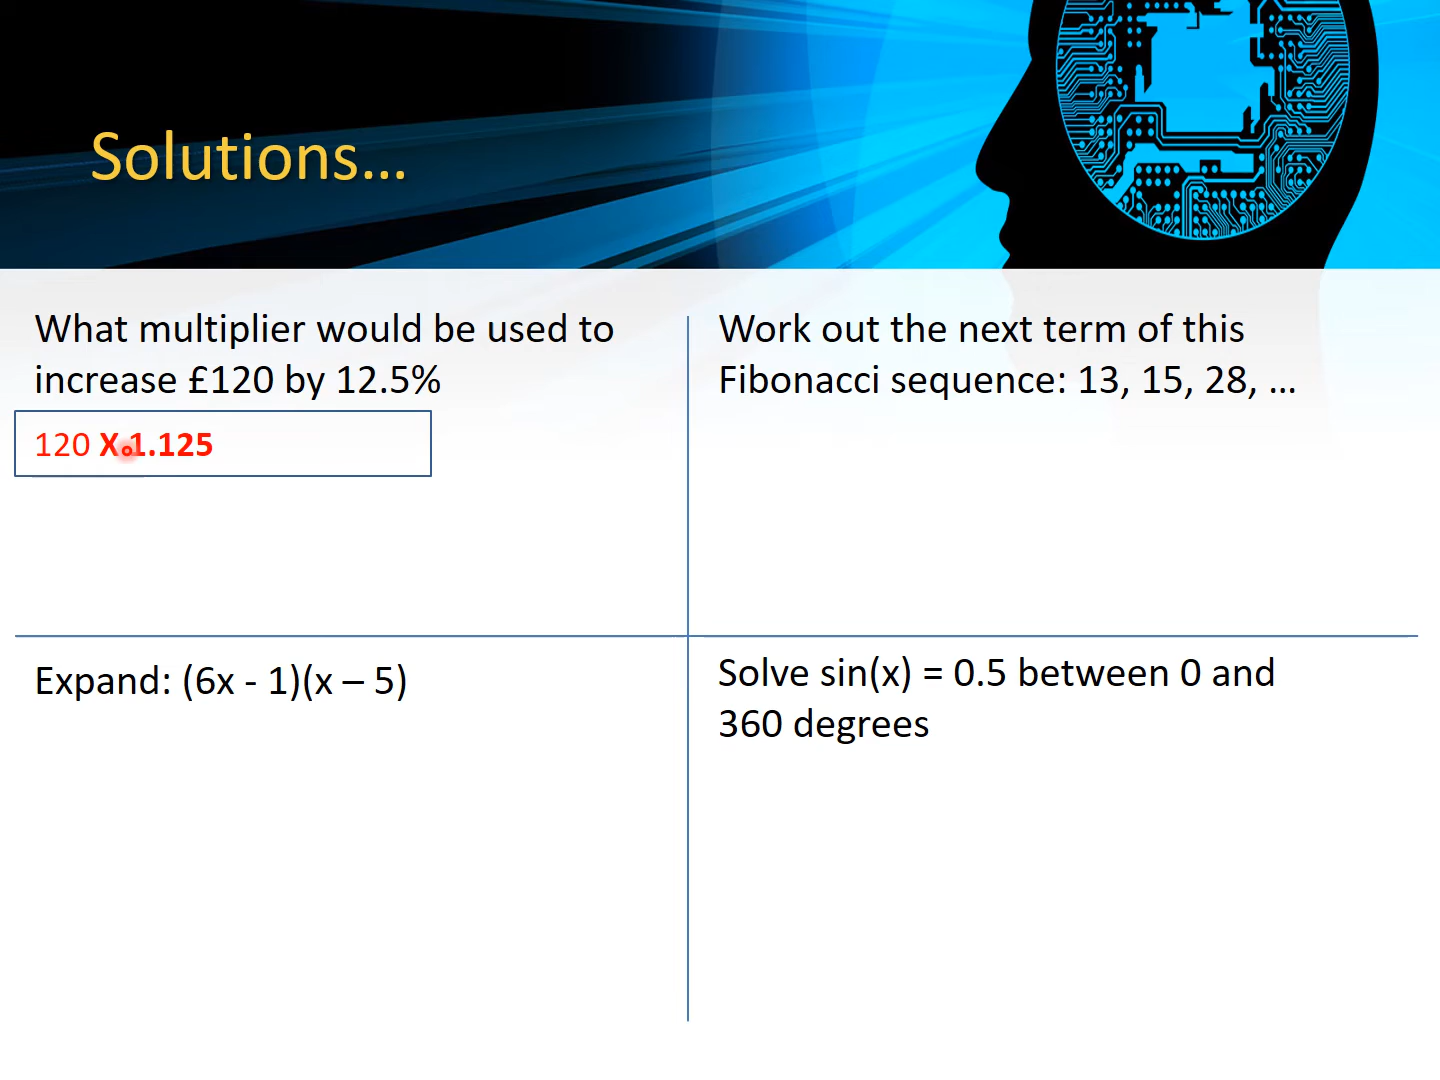 Solutions...
What multiplier would be used to
increase £120 by 12.5%
120 X 1.125
Work out the next term of this
Fibonacci sequence: 13, 15, 28, ...
Expand: (6x - 1)(x – 5)
Solve sin(x) = 0.5 between 0 and
360 degrees